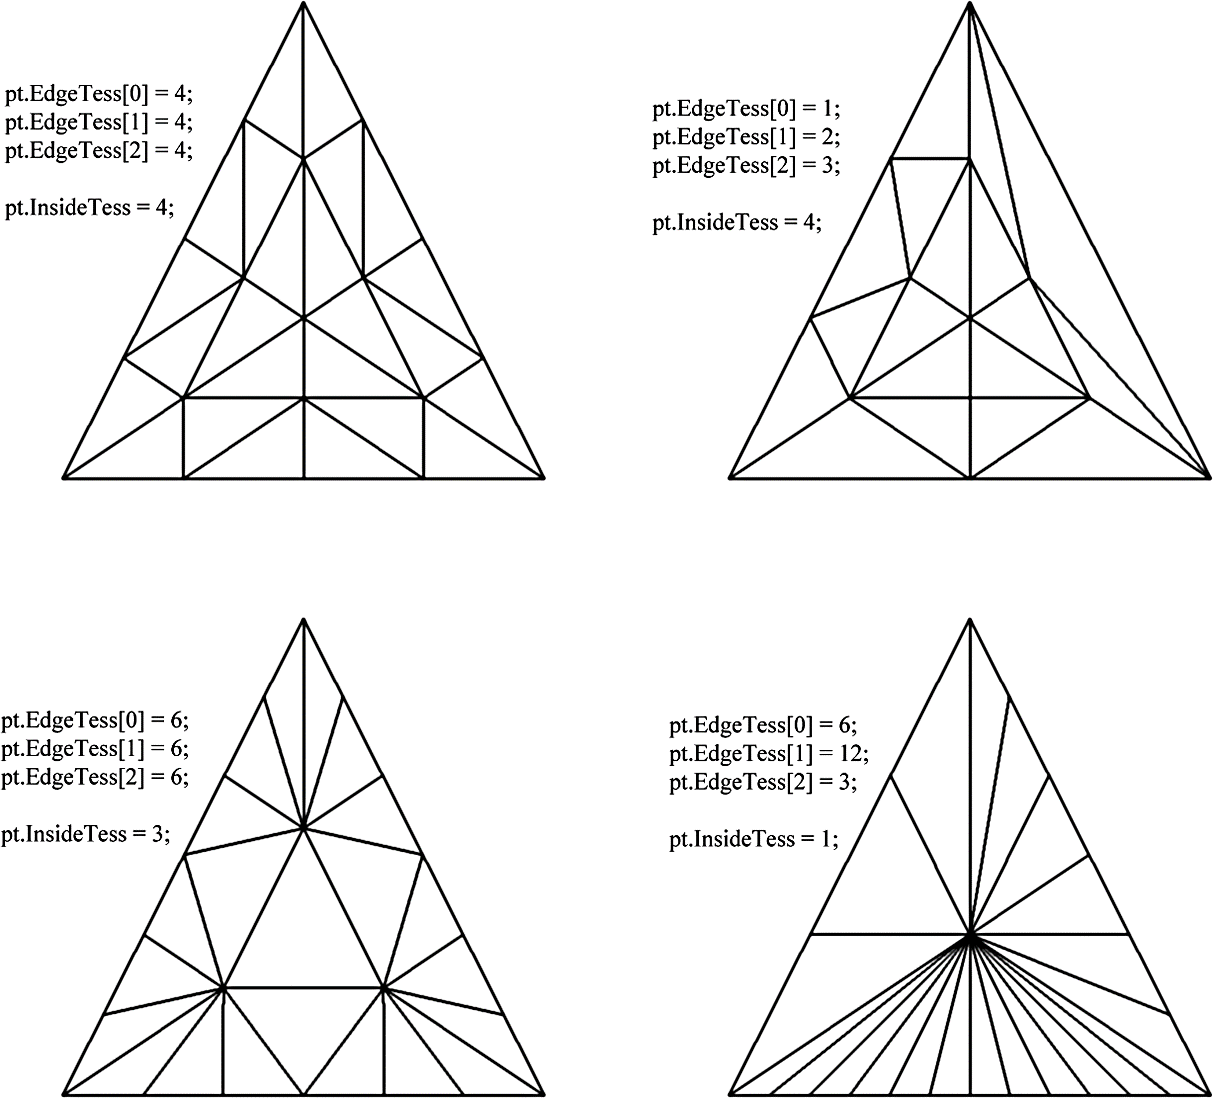 pt.EdgeTess[0] = 4;
pt.EdgeTess[1] = 4;
pt.EdgeTess[2] = 4;
pt.InsideTess = 4;
pt.EdgeTess[0] = 1;
pt.EdgeTess[1] = 2;
pt.EdgeTess[2] = 3;
pt.InsideTess = 4;
pt.EdgeTess[0] = 6;
pt.EdgeTess[1] = 6;
pt.EdgeTess[2] = 6;
pt.InsideTess = 3;
pt.EdgeTess[0] = 6;
pt.EdgeTess[1] = 12;
pt.EdgeTess[2] = 3;
pt.InsideTess = 1;